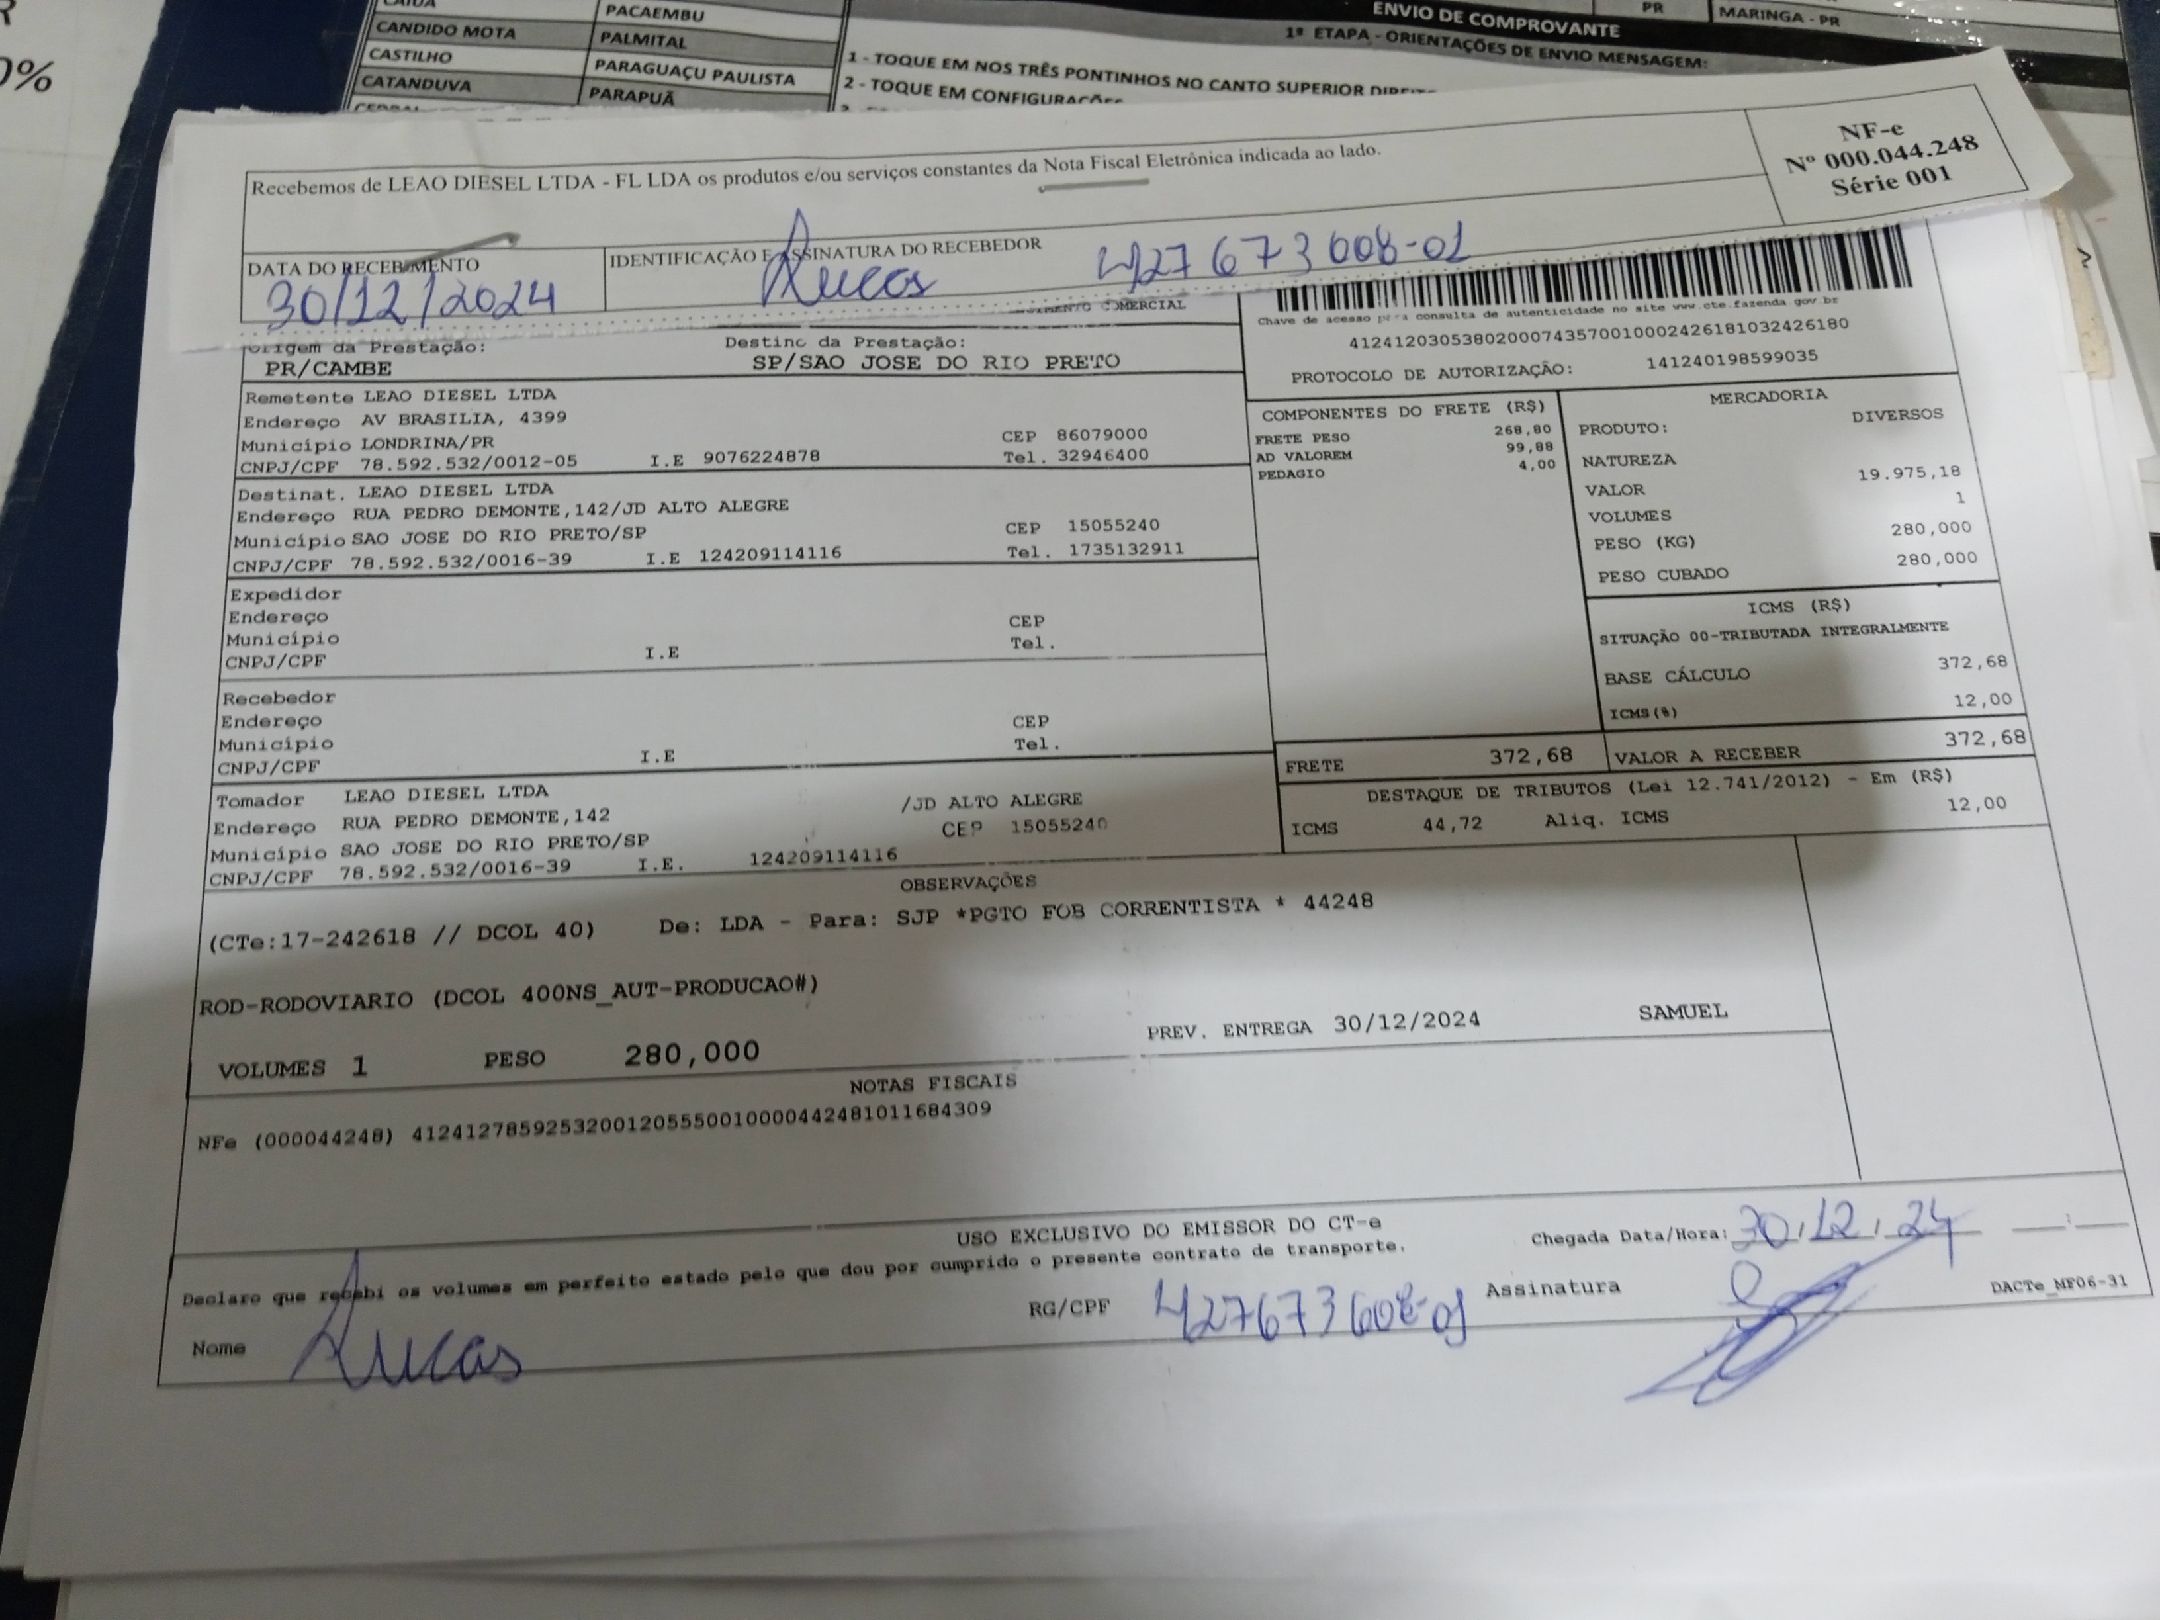 PACAEMBU
CANDIDO MOTA PALMITAL
CASTILHO PARAGUAÇU PAULISTA
CATANDUVA PARAPUÃ
ENVIO DE COMPROVANTE
PR MARINGA - PR
1ª ETAPA - ORIENTAÇÕES DE ENVIO MENSAGEM:
1 - TOQUE EM NOS TRÊS PONTINHOS NO CANTO SUPERIOR
2 - TOQUE EM CONFIGURAÇÕES
Recebemos de LEAO DIESEL LTDA - FL LDA os produtos e/ou serviços constantes da Nota Fiscal Eletrônica indicada ao lado.
NF-e
Nº 000.044.248
Série 001
DATA DO RECEBIMENTO
30/12/2024
IDENTIFICAÇÃO E ASSINATURA DO RECEBEDOR
Lucas 427673608-01
COMERCIAL
Chave de acesso para consulta de autenticidade no site www.cte.fazenda.gov.br
41241203053802000743570010002426181032426180
PROTOCOLO DE AUTORIZAÇÃO: 141240198599035
Origem da Prestação: Destino da Prestação:
PR/CAMBE SP/SAO JOSE DO RIO PRETO
Remetente LEAO DIESEL LTDA
Endereço AV BRASILIA, 4399
Município LONDRINA/PR CEP 86079000
CNPJ/CPF 78.592.532/0012-05 I.E 9076224878 Tel. 32946400
Destinat. LEAO DIESEL LTDA
Endereço RUA PEDRO DEMONTE,142/JD ALTO ALEGRE
Município SAO JOSE DO RIO PRETO/SP CEP 15055240
CNPJ/CPF 78.592.532/0016-39 I.E 124209114116 Tel. 1735132911
Expedidor
Endereço
Município CEP
CNPJ/CPF I.E Tel.
Recebedor
Endereço
Município CEP
CNPJ/CPF I.E Tel.
Tomador LEAO DIESEL LTDA
Endereço RUA PEDRO DEMONTE,142 /JD ALTO ALEGRE
Município SAO JOSE DO RIO PRETO/SP CEP 15055240
CNPJ/CPF 78.592.532/0016-39 I.E. 124209114116
COMPONENTES DO FRETE (R$)
FRETE PESO 268,80
AD VALOREM 99,88
PEDAGIO 4,00
MERCADORIA
PRODUTO: DIVERSOS
NATUREZA
VALOR 19.975,18
VOLUMES 1
PESO (KG) 280,000
PESO CUBADO 280,000
ICMS (R$)
SITUAÇÃO 00-TRIBUTADA INTEGRALMENTE
BASE CÁLCULO 372,68
ICMS(%) 12,00
FRETE 372,68 VALOR A RECEBER 372,68
DESTAQUE DE TRIBUTOS (Lei 12.741/2012) - Em (R$)
ICMS 44,72 Aliq. ICMS 12,00
OBSERVAÇÕES
(CTe:17-242618 // DCOL 40) De: LDA - Para: SJP *PGTO FOB CORRENTISTA * 44248
ROD-RODOVIARIO (DCOL 400NS_AUT-PRODUCAO#)
PREV. ENTREGA 30/12/2024 SAMUEL
VOLUMES 1 PESO 280,000
NOTAS FISCAIS
NFe (000044248) 41241278592532001205550010000442481011684309
USO EXCLUSIVO DO EMISSOR DO CT-e
Declaro que recebi os volumes em perfeito estado pelo que dou por cumprido o presente contrato de transporte.
Chegada Data/Hora: 30/12/24
Nome Lucas RG/CPF 427673608-01 Assinatura
DACTe_MF06-31